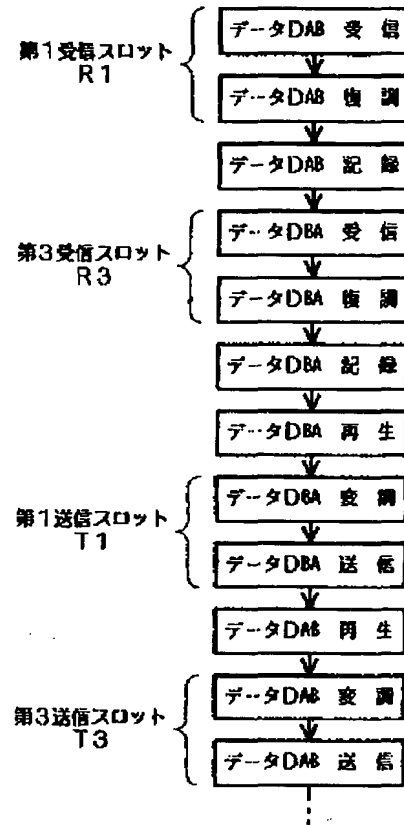 第1受信スロット
R1
データDAB 受信
データDAB 復調
データDAB 記録
第3受信スロット
R3
データDBA 受信
データDBA 復調
データDBA 記録
データDBA 再生
第1送信スロット
T1
データDBA 変調
データDBA 送信
データDAB 再生
第3送信スロット
T3
データDAB 変調
データDAB 送信